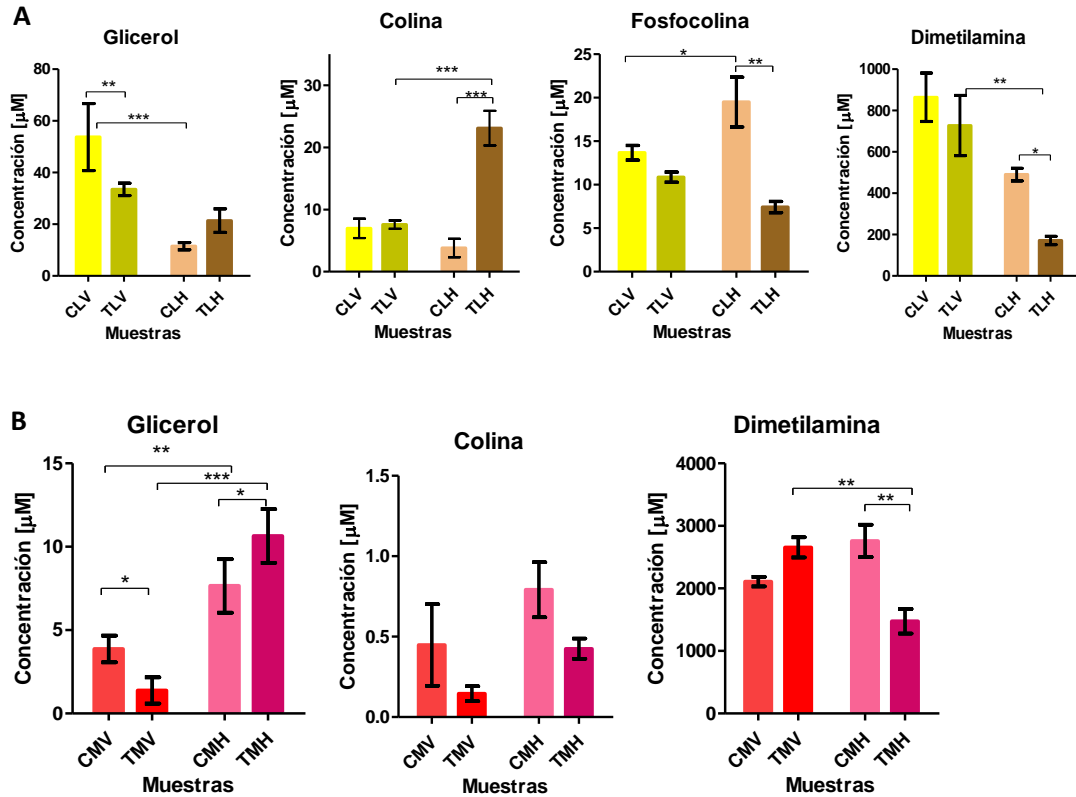 A
Glicerol
Concentración [µM]
80
60
40
20
0
**
***
CLV
TLV
CLH
TLH
Muestras
Colina
Concentración [µM]
30
20
10
0
***
***
CLV
TLV
CLH
TLH
Muestras
Fosfocolina
Concentración [µM]
25
20
15
10
5
0
*
**
CLV
TLV
CLH
TLH
Muestras
Dimetilamina
Concentración [µM]
1000
800
600
400
200
0
**
*
CLV
TLV
CLH
TLH
Muestras
B
Glicerol
Concentración [µM]
15
10
5
0
**
***
*
*
CMV
TMV
CMH
TMH
Muestras
Colina
Concentración [µM]
1.5
1.0
0.5
0.0
CMV
TMV
CMH
TMH
Muestras
Dimetilamina
Concentración [µM]
4000
3000
2000
1000
0
**
**
CMV
TMV
CMH
TMH
Muestras